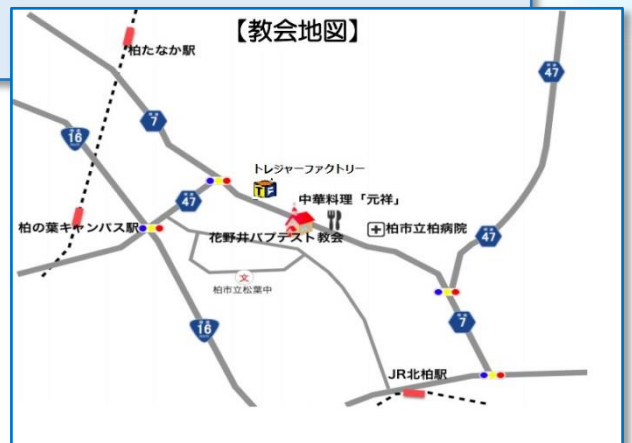 【教会地図】
柏たなか駅
47
7
16
トレジャーファクトリー
TF
47
中華料理「元祥」
柏の葉キャンパス駅
花野井バプテスト教会
柏市立柏病院
47
文
柏市立松葉中
16
7
JR北柏駅